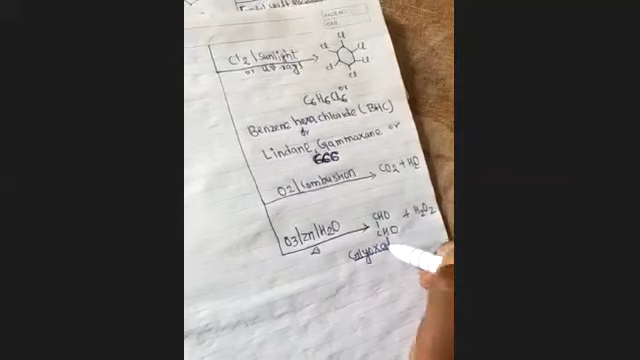 Cl2 | Sunlight
or UV rays
Cl
Cl Cl
Cl Cl
Cl
or
C6H6Cl6
Benzene hexachloride (BHC)
or
Lindane, Gammaxane or
666
O2 | Combustion CO2 + H2O
O3 | Zn | H2O CHO + H2O2
CHO
Δ
Glyoxal